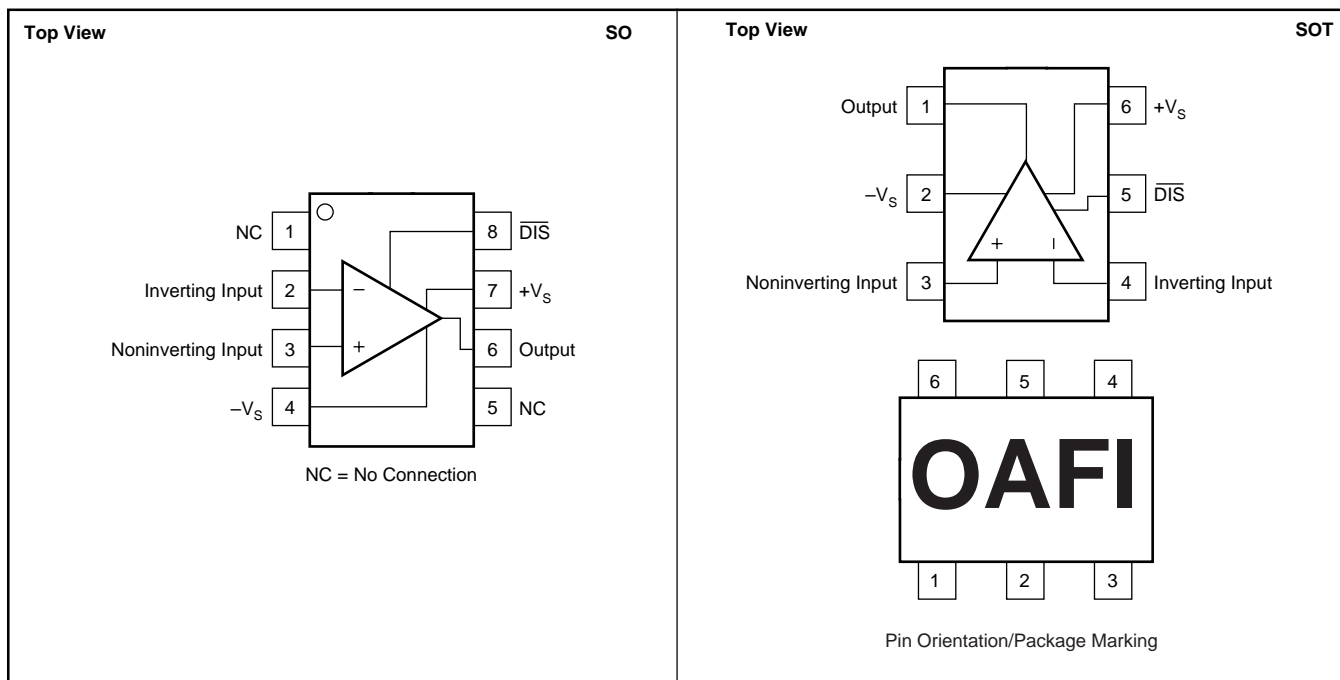 Top View
SO
NC 1
8 D̅I̅S̅
Inverting Input 2
−
7 +VS
Noninverting Input 3
+
6 Output
–VS 4
5 NC
NC = No Connection
Top View
SOT
Output 1
6 +VS
–VS 2
5 D̅I̅S̅
+ –
Noninverting Input 3
4 Inverting Input
6 5 4
OAFI
1 2 3
Pin Orientation/Package Marking